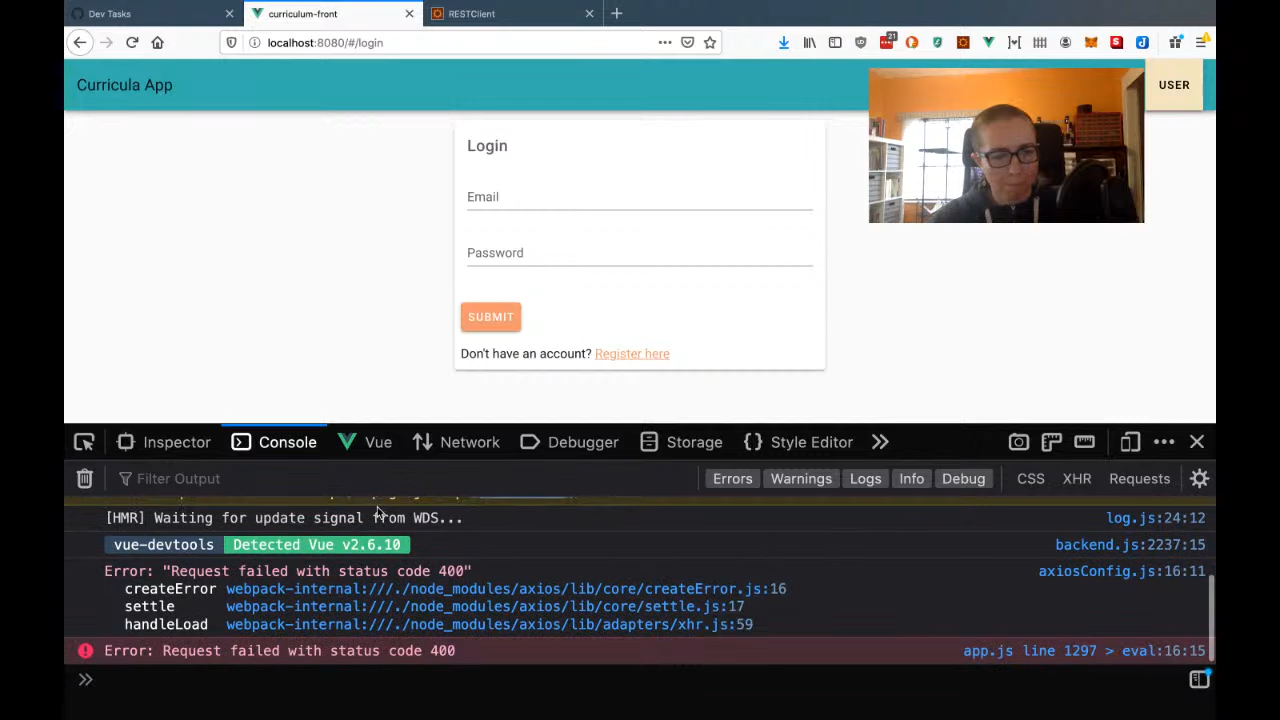 Dev Tasks
curriculum-front
RESTClient
localhost:8080/#/login
21
Curricula App
USER
Login
Email
Password
SUBMIT
Don't have an account? Register here
Inspector
Console
Vue
Network
Debugger
Storage
Style Editor
Filter Output
Errors
Warnings
Logs
Info
Debug
CSS
XHR
Requests
[HMR] Waiting for update signal from WDS... log.js:24:12
vue-devtools Detected Vue v2.6.10 backend.js:2237:15
Error: "Request failed with status code 400" axiosConfig.js:16:11
createError webpack-internal:///./node_modules/axios/lib/core/createError.js:16
settle webpack-internal:///./node_modules/axios/lib/core/settle.js:17
handleLoad webpack-internal:///./node_modules/axios/lib/adapters/xhr.js:59
Error: Request failed with status code 400 app.js line 1297 > eval:16:15